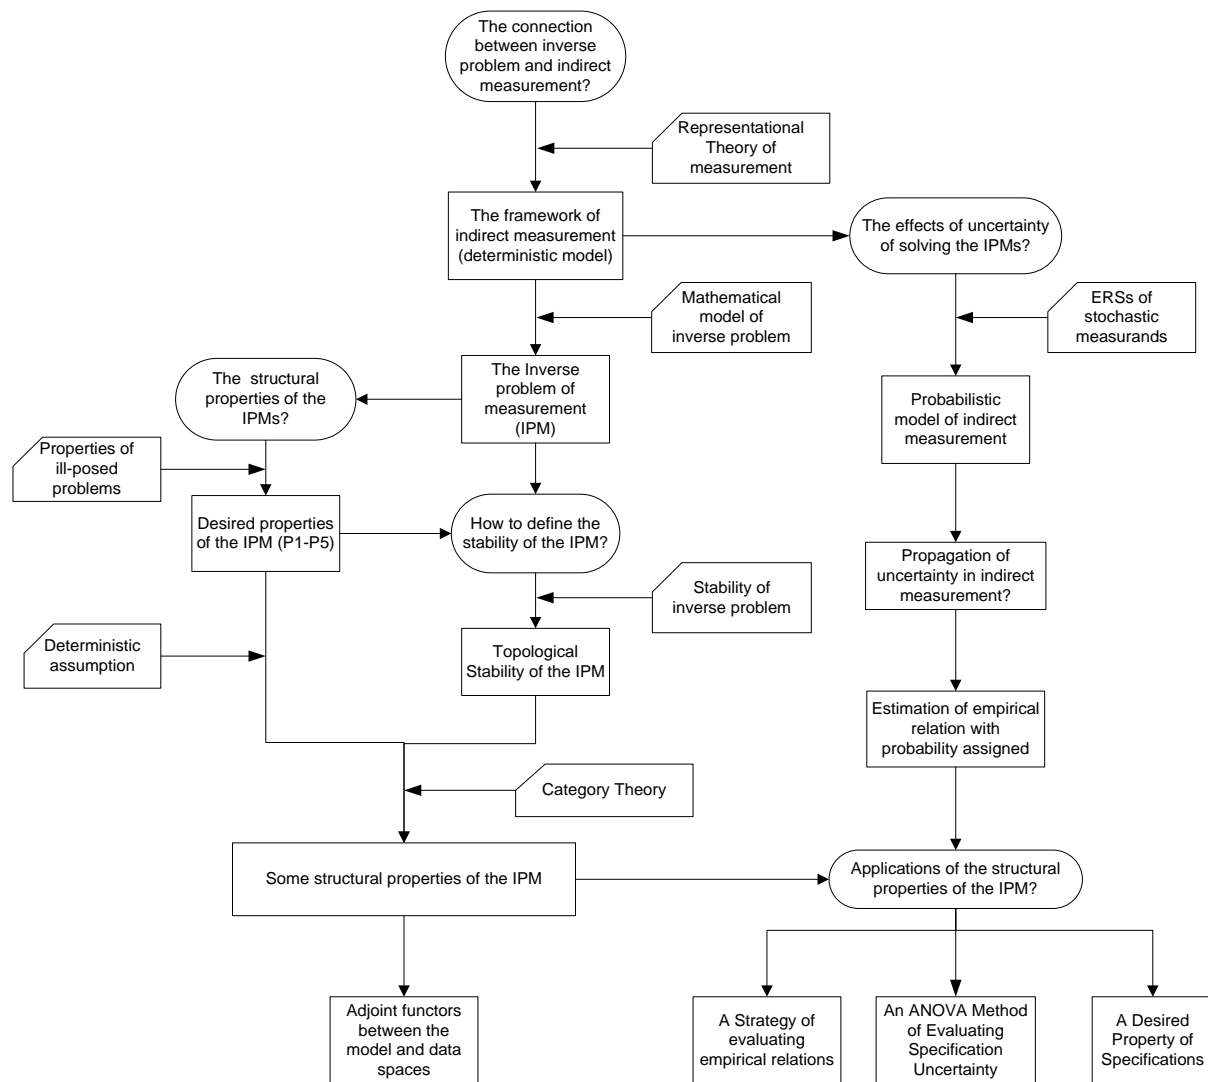 The connection
between inverse
problem and indirect
measurement?
Representational
Theory of
measurement
The framework of
indirect measurement
(deterministic model)
The effects of uncertainty
of solving the IPMs?
Mathematical
model of
inverse problem
ERSs of
stochastic
measurands
The structural
properties of the
IPMs?
The Inverse
problem of
measurement
(IPM)
Probabilistic
model of indirect
measurement
Properties of
ill-posed
problems
Desired properties
of the IPM (P1-P5)
How to define the
stability of the IPM?
Propagation of
uncertainty in indirect
measurement?
Stability of
inverse problem
Deterministic
assumption
Topological
Stability of the IPM
Estimation of empirical
relation with
probability assigned
Category Theory
Some structural properties of the IPM
Applications of the structural
properties of the IPM?
Adjoint functors
between the
model and data
spaces
A Strategy of
evaluating
empirical relations
An ANOVA Method
of Evaluating
Specification
Uncertainty
A Desired
Property of
Specifications